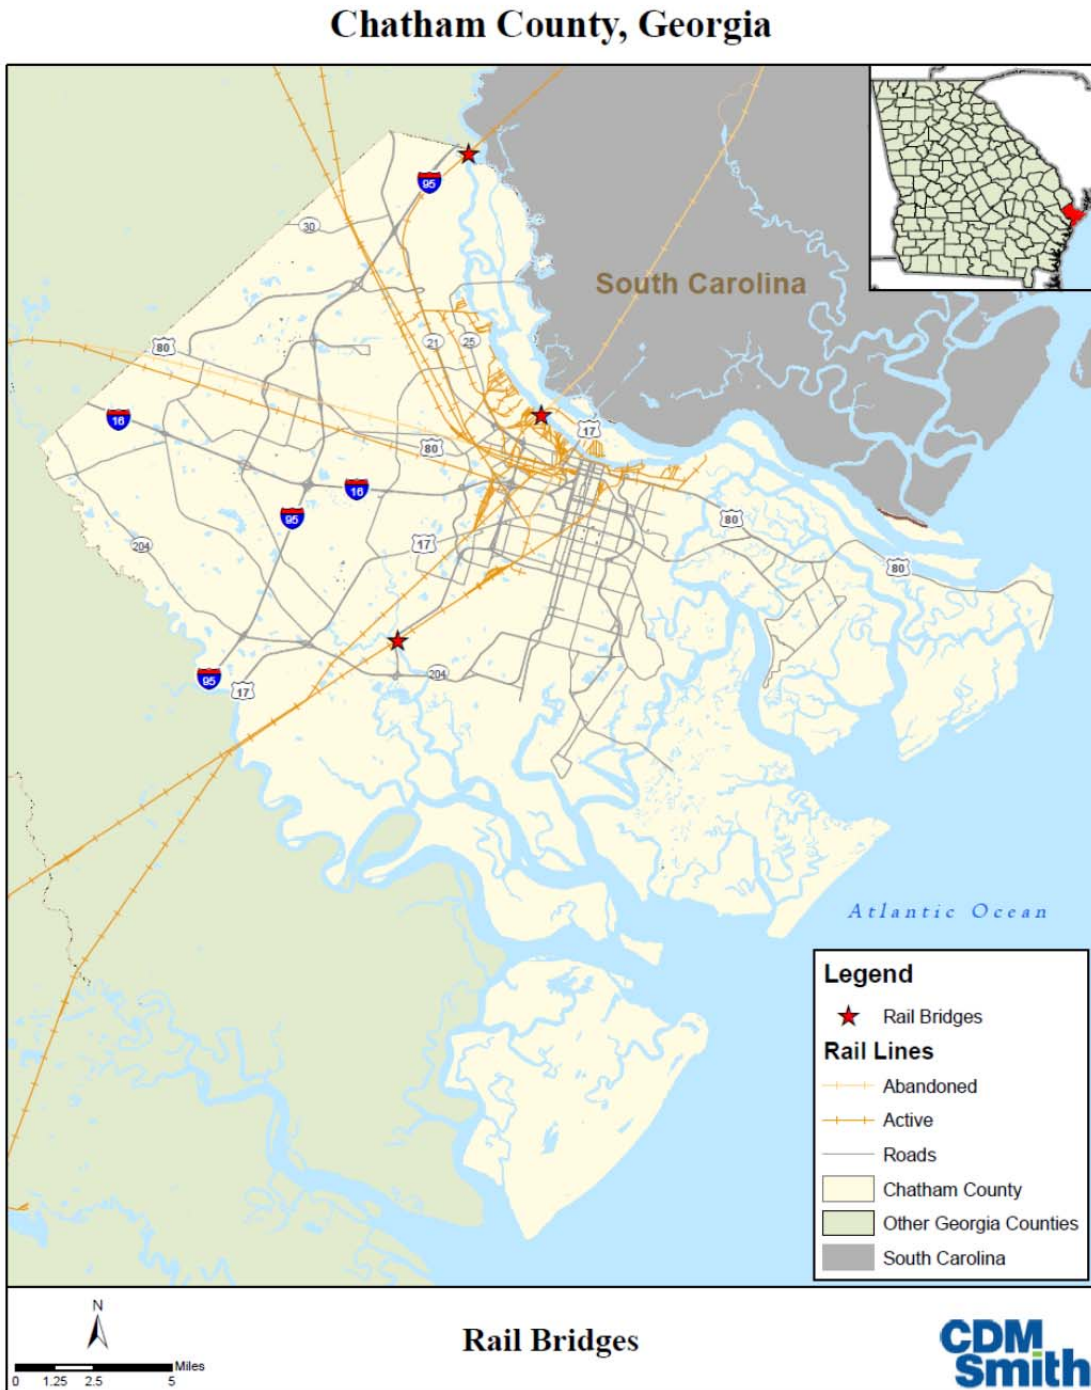 Chatham County, Georgia
95
30
South Carolina
80
21
25
16
17
80
16
95
80
17
204
80
204
95
17
Atlantic Ocean
Legend
Rail Bridges
Rail Lines
Abandoned
Active
Roads
Chatham County
Other Georgia Counties
South Carolina
N
Miles
0 1.25 2.5 5
Rail Bridges
CDM
Smith